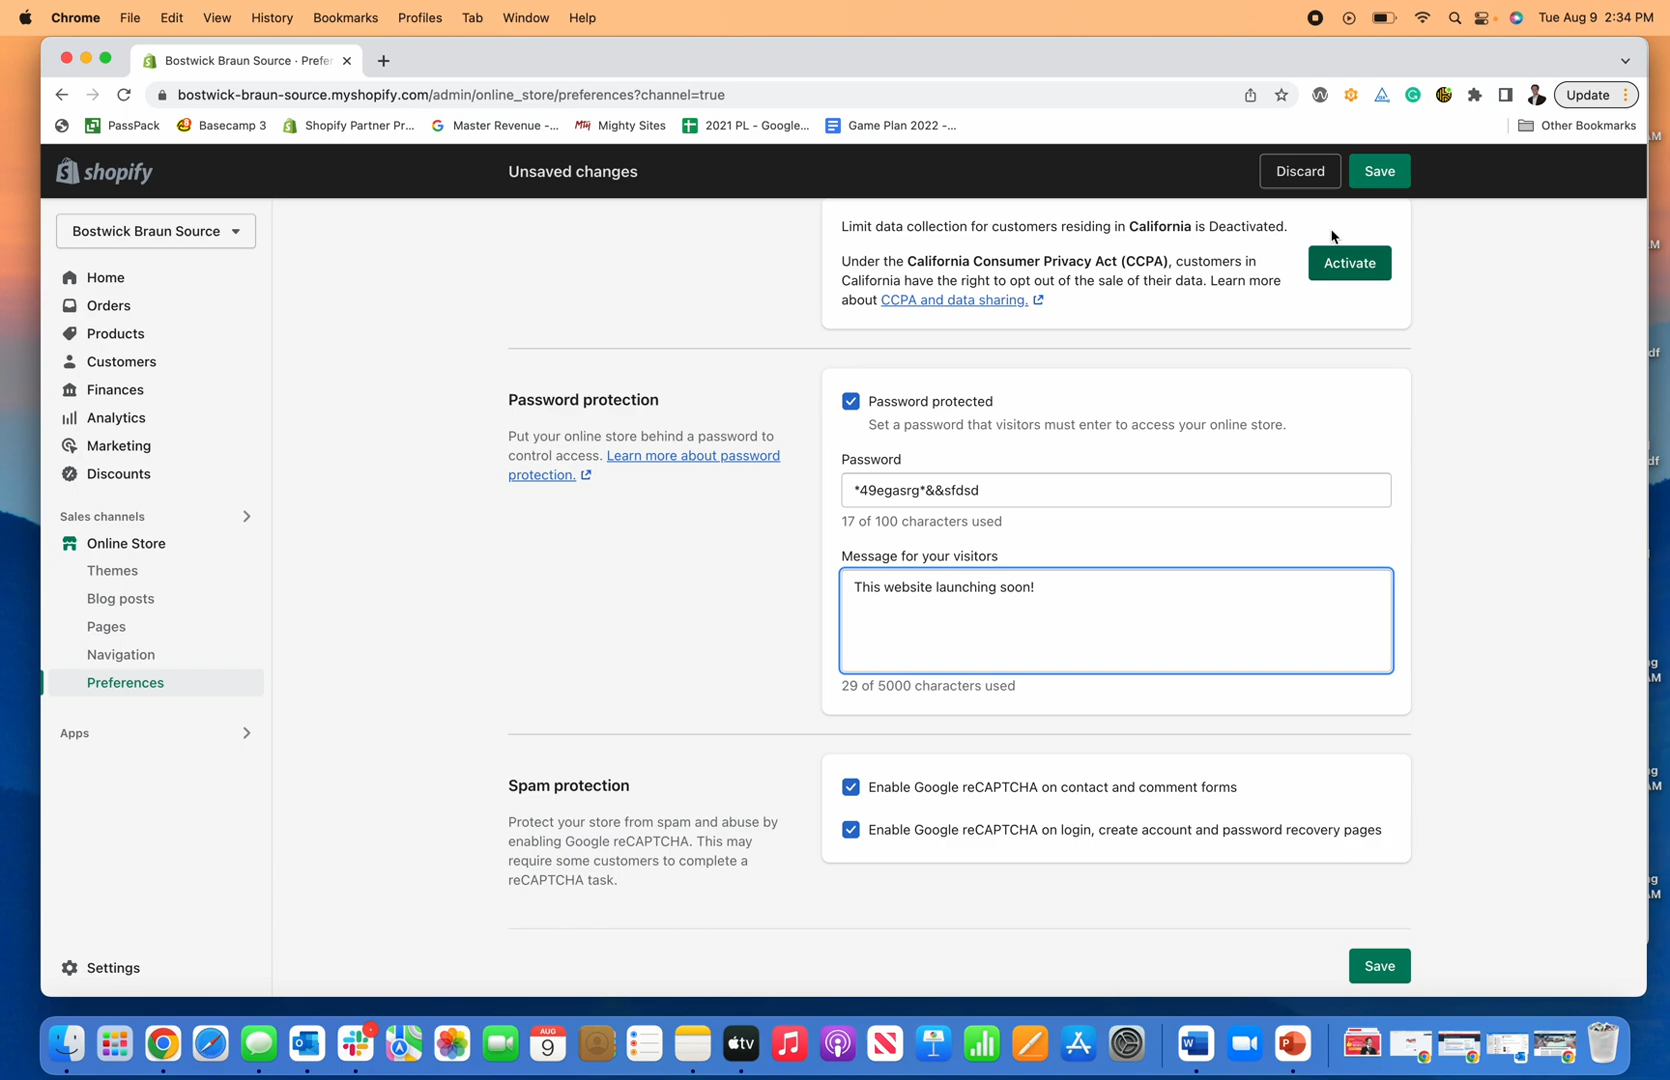 Chrome File Edit View History Bookmarks Profiles Tab Window Help Tue Aug 9 2:34 PM
Bostwick Braun Source · Prefer
bostwick-braun-source.myshopify.com/admin/online_store/preferences?channel=true Update
PassPack Basecamp 3 Shopify Partner Pr... Master Revenue -... Mighty Sites 2021 PL - Google... Game Plan 2022 -... Other Bookmarks
shopify Unsaved changes Discard Save
Bostwick Braun Source
Home
Orders
Products
Customers
Finances
Analytics
Marketing
Discounts
Sales channels
Online Store
Themes
Blog posts
Pages
Navigation
Preferences
Apps
Settings
Limit data collection for customers residing in California is Deactivated.
Under the California Consumer Privacy Act (CCPA), customers in
California have the right to opt out of the sale of their data. Learn more
about CCPA and data sharing.
Activate
Password protection
Put your online store behind a password to
control access. Learn more about password
protection.
Password protected
Set a password that visitors must enter to access your online store.
Password
*49egasrg*&&sfdsd
17 of 100 characters used
Message for your visitors
This website launching soon!
29 of 5000 characters used
Spam protection
Protect your store from spam and abuse by
enabling Google reCAPTCHA. This may
require some customers to complete a
reCAPTCHA task.
Enable Google reCAPTCHA on contact and comment forms
Enable Google reCAPTCHA on login, create account and password recovery pages
Save
AUG
9
tv